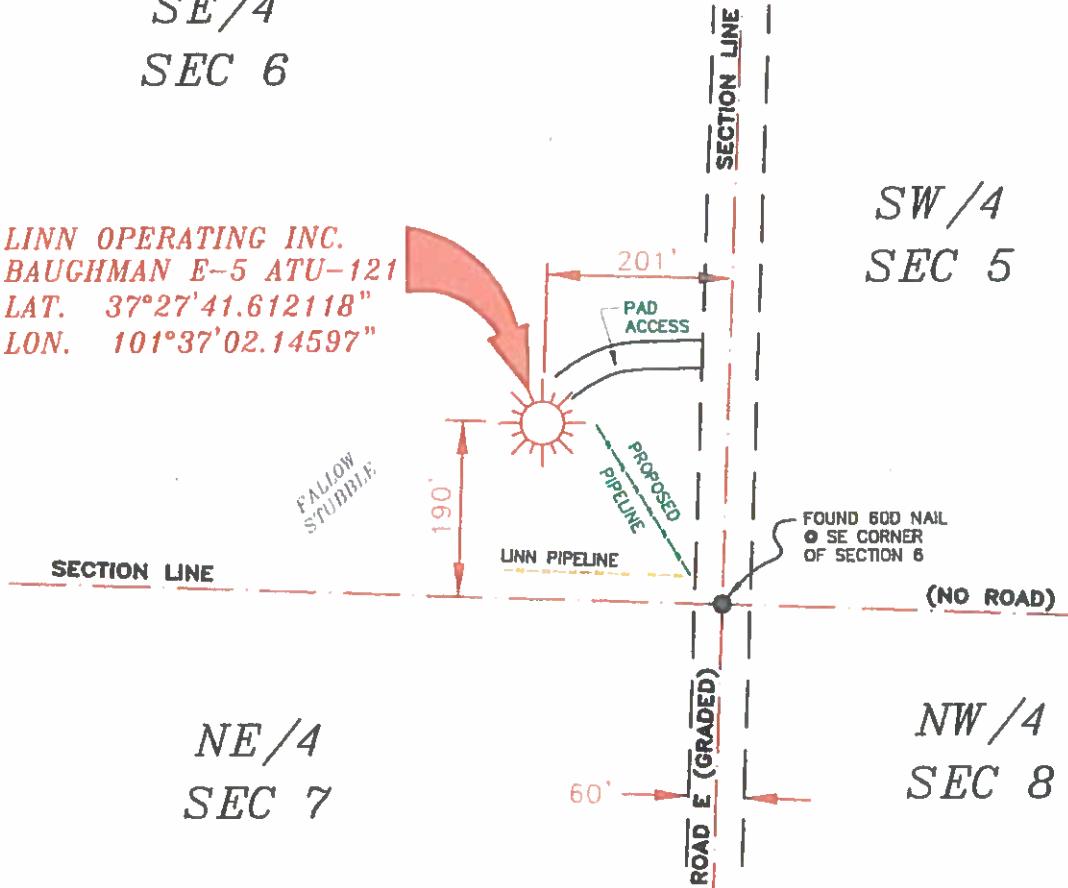 SE/4
SEC 6
SECTION LINE
SW/4
SEC 5
LINN OPERATING INC.
BAUGHMAN E-5 ATU-121
LAT. 37°27'41.612118"
LON. 101°37'02.14597"
201'
PAD
ACCESS
FALLOW
STUBBLE
190'
PROPOSED
PIPELINE
LINN PIPELINE
FOUND 60D NAIL
@ SE CORNER
OF SECTION 6
SECTION LINE
(NO ROAD)
NE/4
SEC 7
60'
ROAD E (GRADED)
NW/4
SEC 8